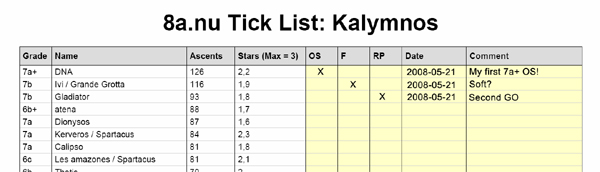 8a.nu Tick List: Kalymnos
Grade Name Ascents Stars (Max = 3) OS F RP Date Comment
7a+ DNA 126 2,2 X 2008-05-21 My first 7a+ OS!
7b Ivi / Grande Grotta 116 1,9 X 2008-05-21 Soft?
7b Gladiator 93 1,8 X 2008-05-21 Second GO
6b+ atena 88 1,7
7a Dionysos 87 1,6
7a Kerveros / Spartacus 84 2,3
7a Calipso 81 1,8
6c Les amazones / Spartacus 81 2,1